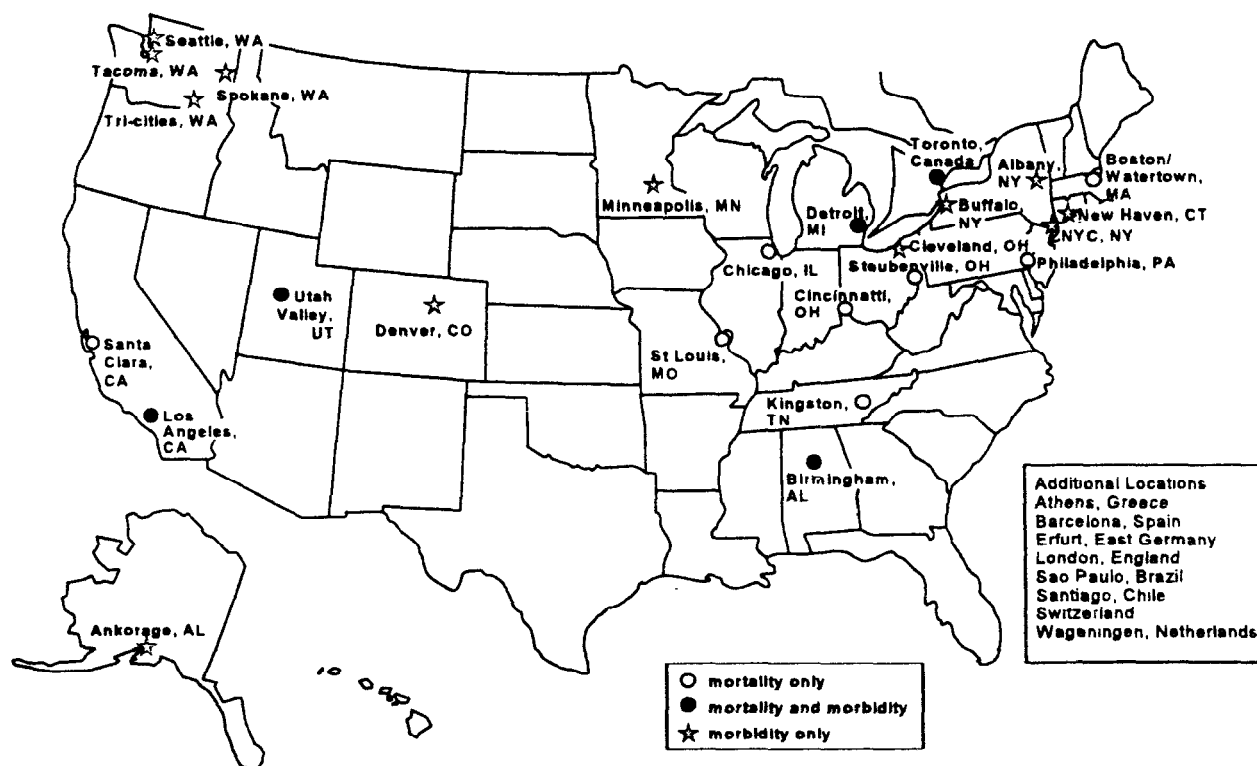 Seattle, WA
Tacoma, WA
Spokane, WA
Tri-cities, WA
Minneapolis, MN
Toronto,
Canada
Albany,
NY
Boston/
Watertown,
MA
Detroit,
MI
Buffalo,
NY
New Haven, CT
NYC, NY
Cleveland, OH
Chicago, IL
Steubenville, OH
Philadelphia, PA
Cincinnatti,
OH
Utah
Valley,
UT
Denver, CO
Santa
Clara,
CA
St Louis,
MO
Los
Angeles,
CA
Kingston,
TN
Birmingham,
AL
Additional Locations
Athens, Greece
Barcelona, Spain
Erfurt, East Germany
London, England
Sao Paulo, Brazil
Santiago, Chile
Switzerland
Wageningen, Netherlands
Ankorage, AL
mortality only
mortality and morbidity
morbidity only